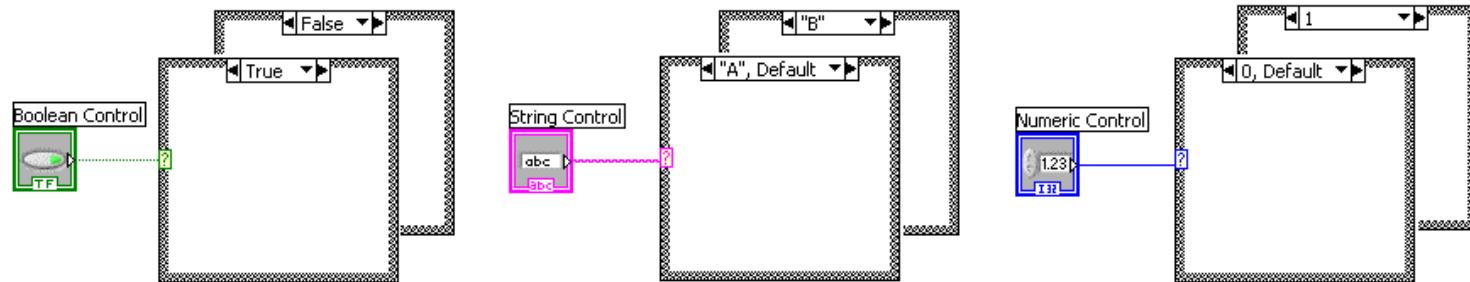 False
True
Boolean Control
?
TF
"B"
"A", Default
String Control
abc
?
abc
1
0, Default
Numeric Control
1.23
?
I32